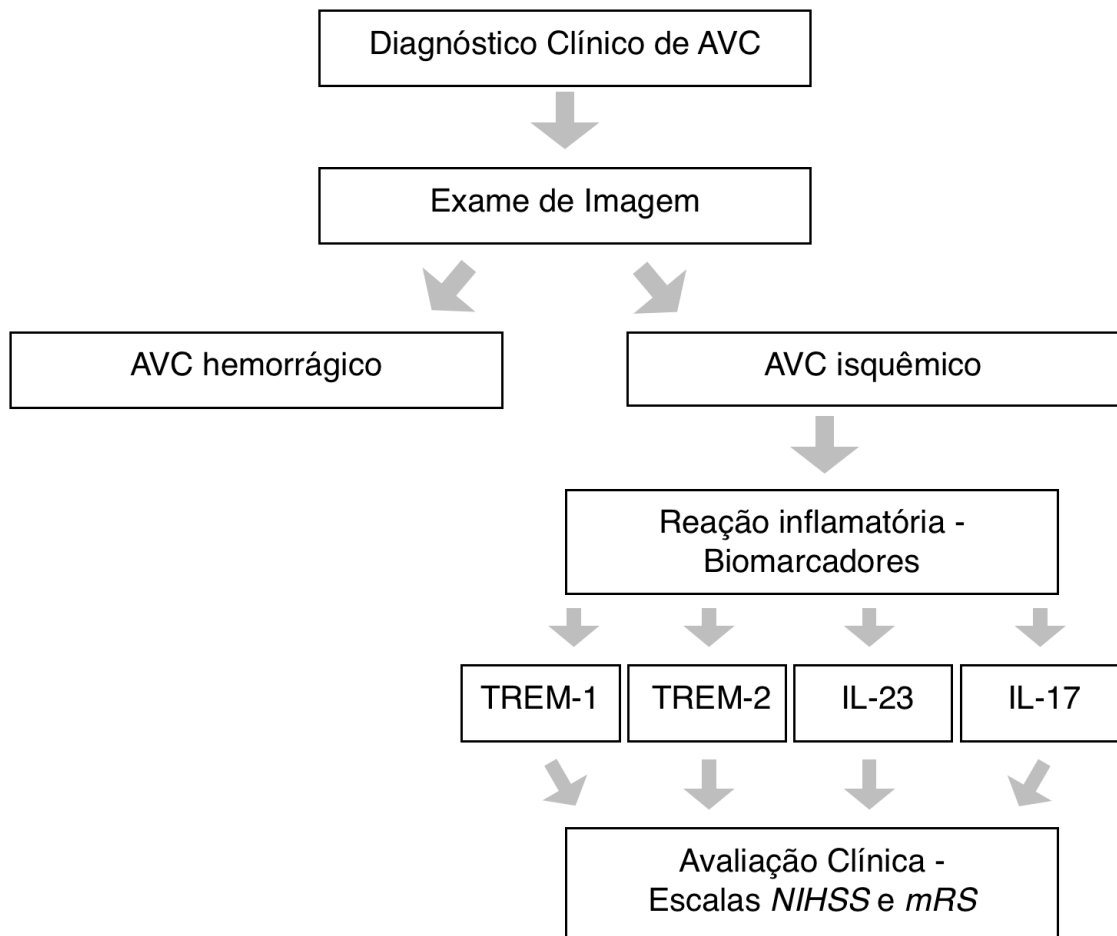 Diagnóstico Clínico de AVC
Exame de Imagem
AVC hemorrágico
AVC isquêmico
Reação inflamatória -
Biomarcadores
TREM-1
TREM-2
IL-23
IL-17
Avaliação Clínica -
Escalas NIHSS e mRS